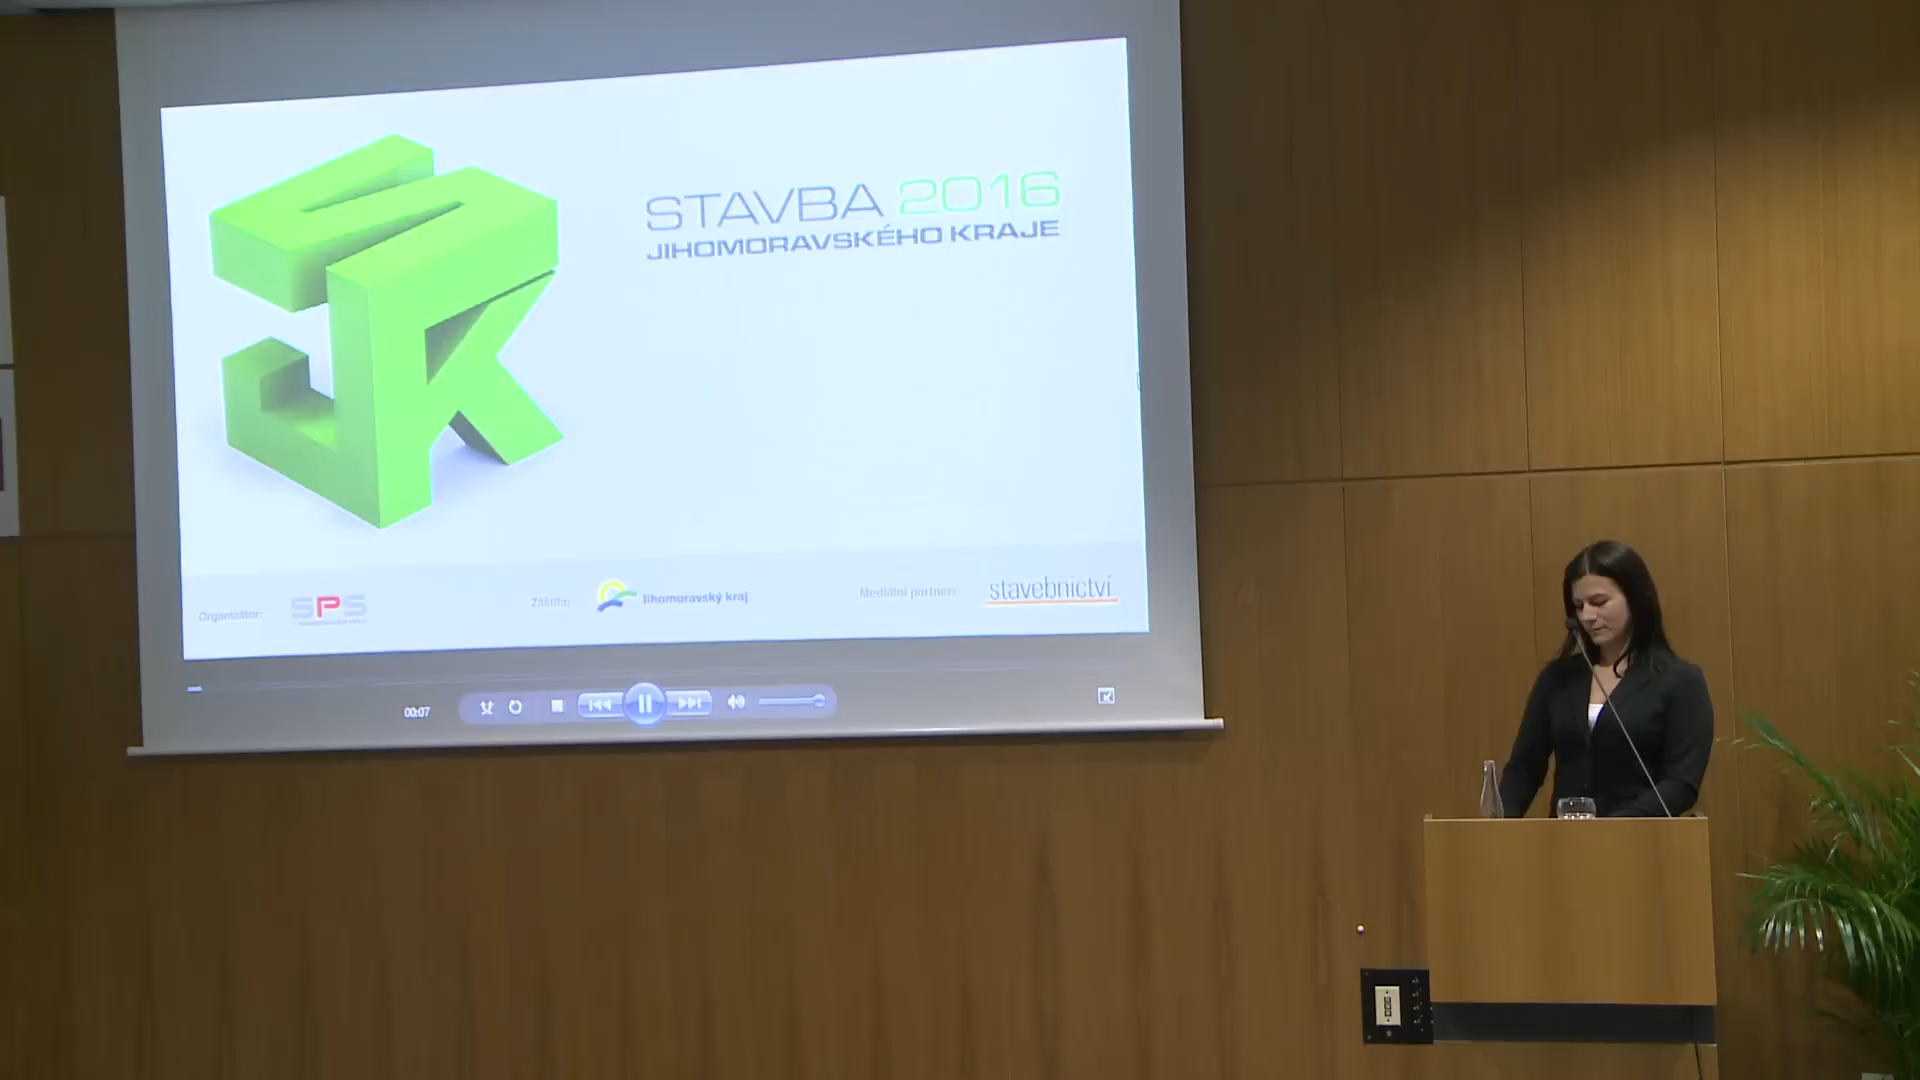 STAVBA 2016
JIHOMORAVSKÉHO KRAJE
Organizátor:
SPS
Záštita:
Jihomoravský kraj
Mediální partner:
stavebnictví
00:07